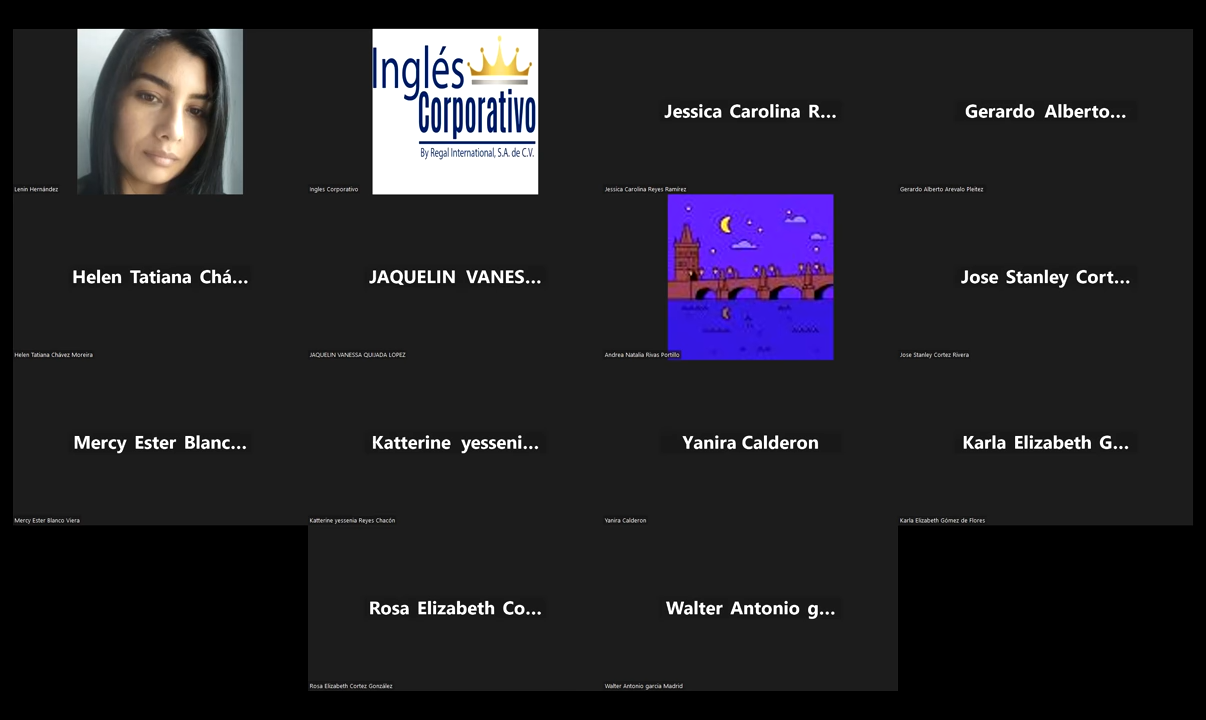 Inglés
Corporativo
By Regal International, S.A. de C.V.
Jessica Carolina R...
Gerardo Alberto...
Lenin Hernández
Ingles Corporativo
Jessica Carolina Reyes Ramírez
Gerardo Alberto Arevalo Pleitez
Helen Tatiana Chá...
JAQUELIN VANES...
Jose Stanley Cort...
Helen Tatiana Chávez Moreira
JAQUELIN VANESSA QUIJADA LOPEZ
Andrea Natalia Rivas Portillo
Jose Stanley Cortez Rivera
Mercy Ester Blanc...
Katterine yesseni...
Yanira Calderon
Karla Elizabeth G...
Mercy Ester Blanco Viera
Katterine yessenia Reyes Chacón
Yanira Calderon
Karla Elizabeth Gómez de Flores
Rosa Elizabeth Co...
Walter Antonio g...
Rosa Elizabeth Cortez González
Walter Antonio garcia Madrid